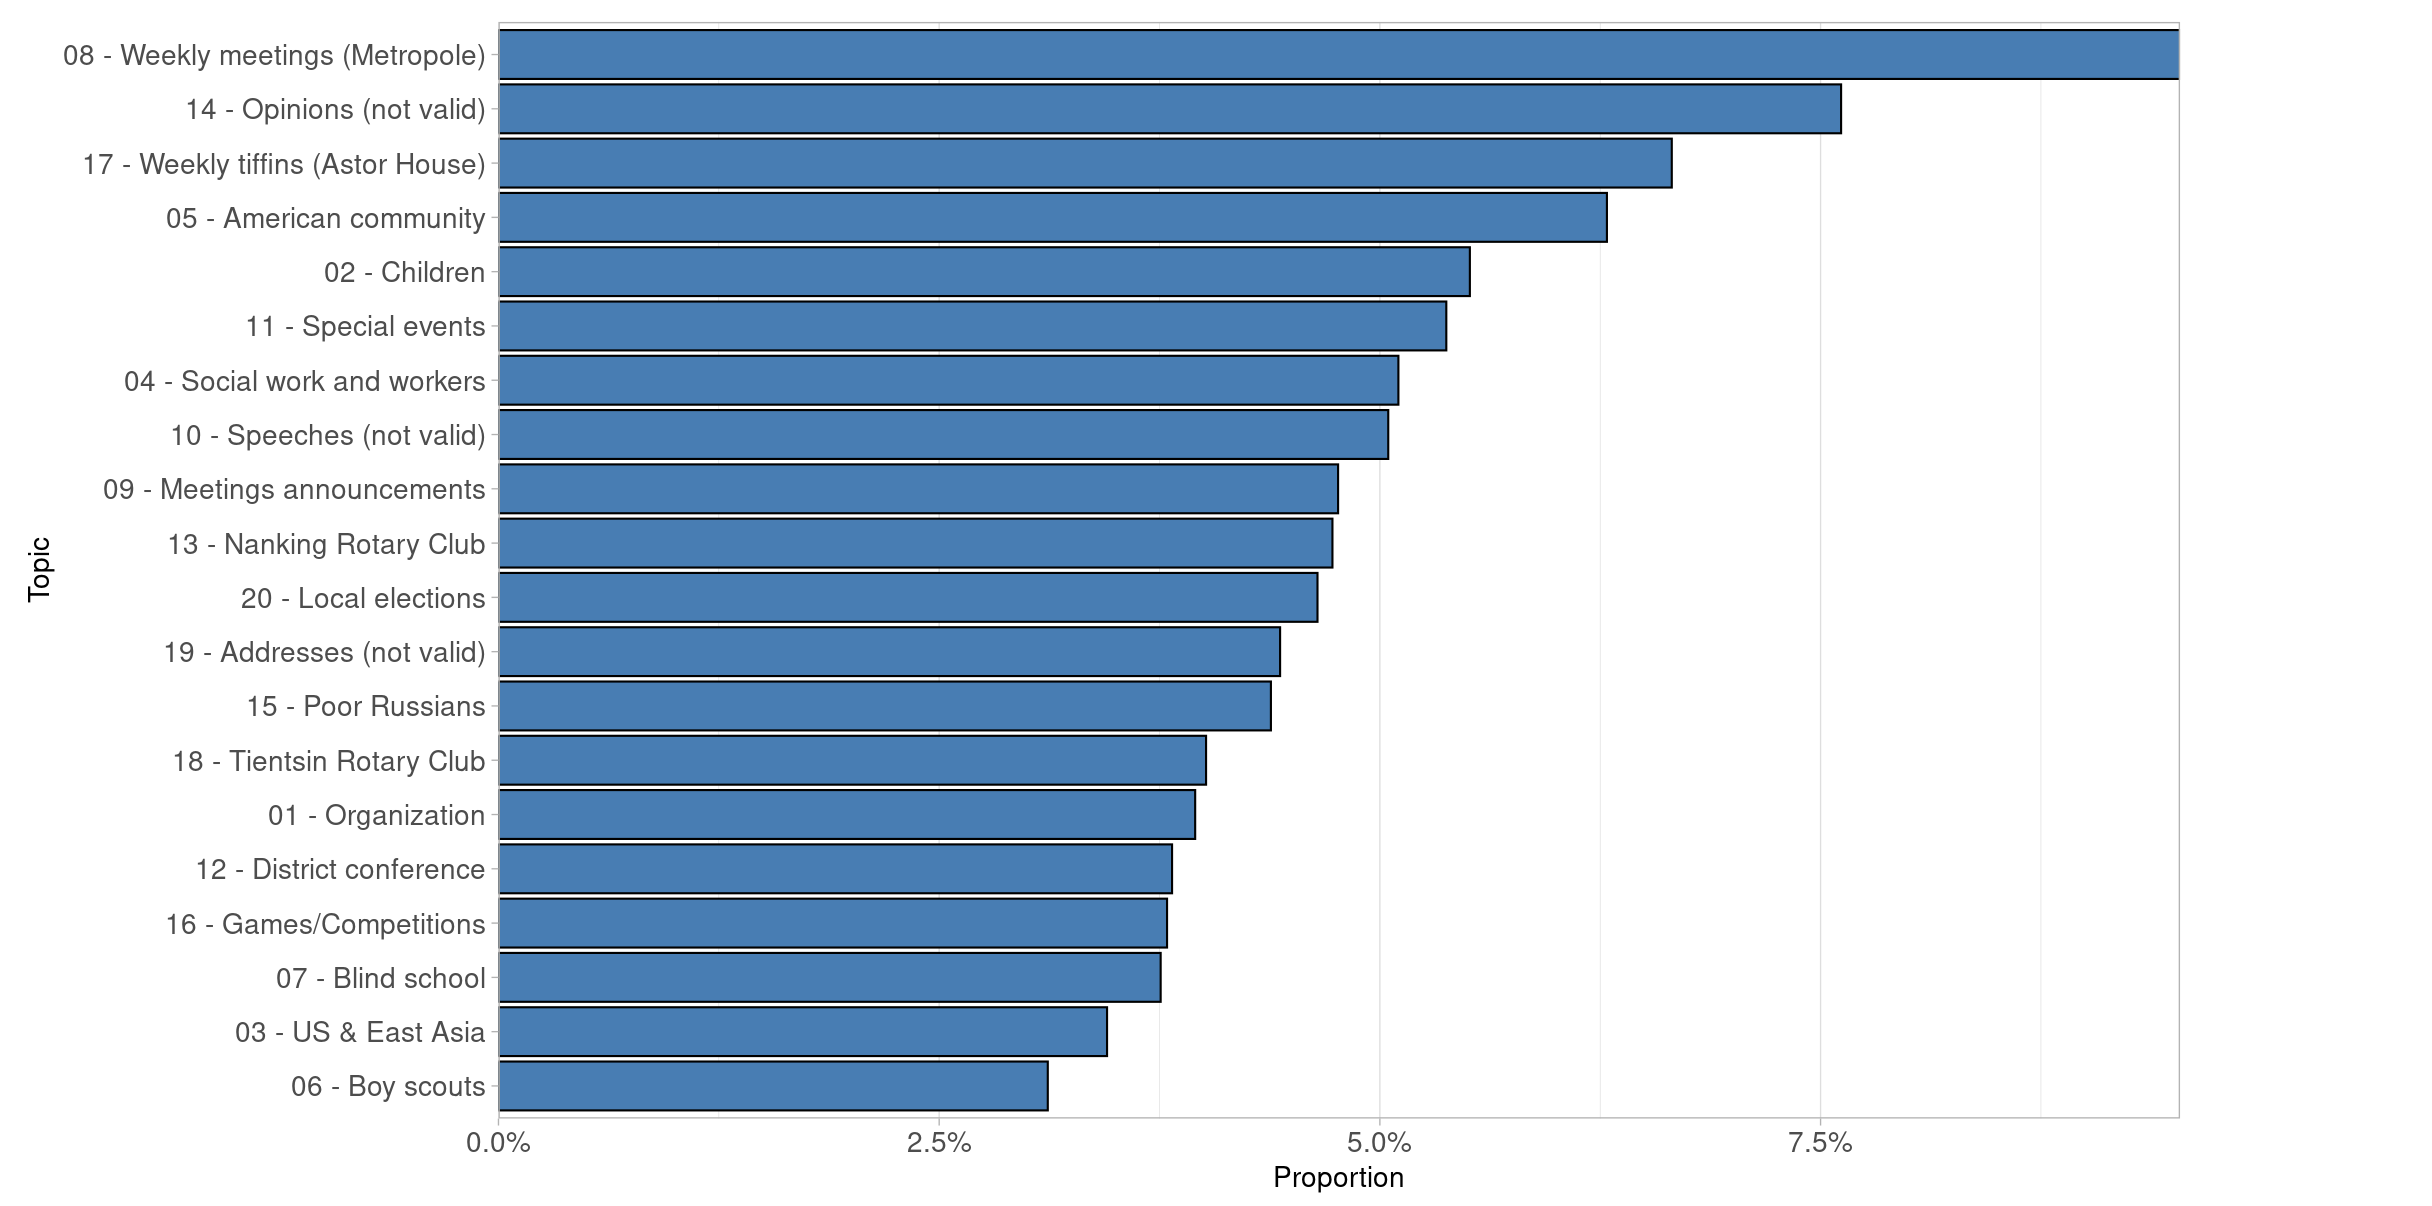 08 - Weekly meetings (Metropole)
14 - Opinions (not valid)
17 - Weekly tiffins (Astor House)
05 - American community
02 - Children
11 - Special events
04 - Social work and workers
10 - Speeches (not valid)
09 - Meetings announcements
13 - Nanking Rotary Club
20 - Local elections
19 - Addresses (not valid)
15 - Poor Russians
18 - Tientsin Rotary Club
01 - Organization
12 - District conference
16 - Games/Competitions
07 - Blind school
03 - US & East Asia
06 - Boy scouts
Topic
0.0% 2.5% 5.0% 7.5%
Proportion